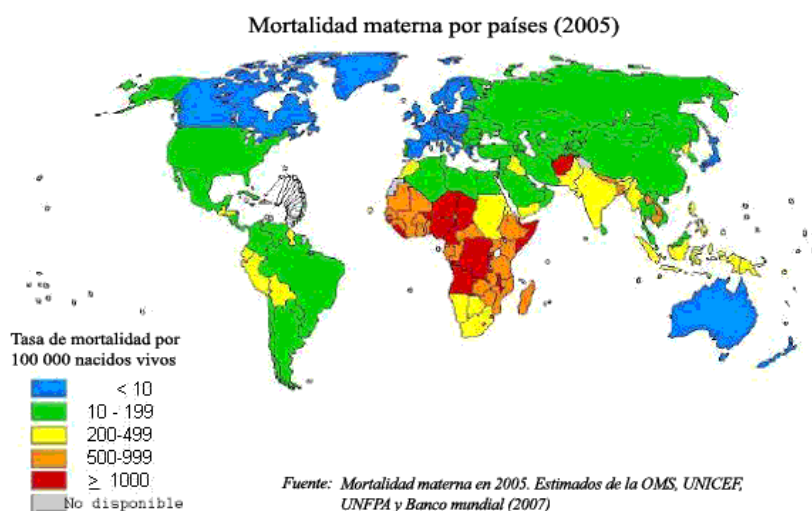 Mortalidad materna por países (2005)
Tasa de mortalidad por
100 000 nacidos vivos
< 10
10 - 199
200-499
500-999
≥ 1000
No disponible
Fuente: Mortalidad materna en 2005. Estimados de la OMS, UNICEF,
UNFPA y Banco mundial (2007)